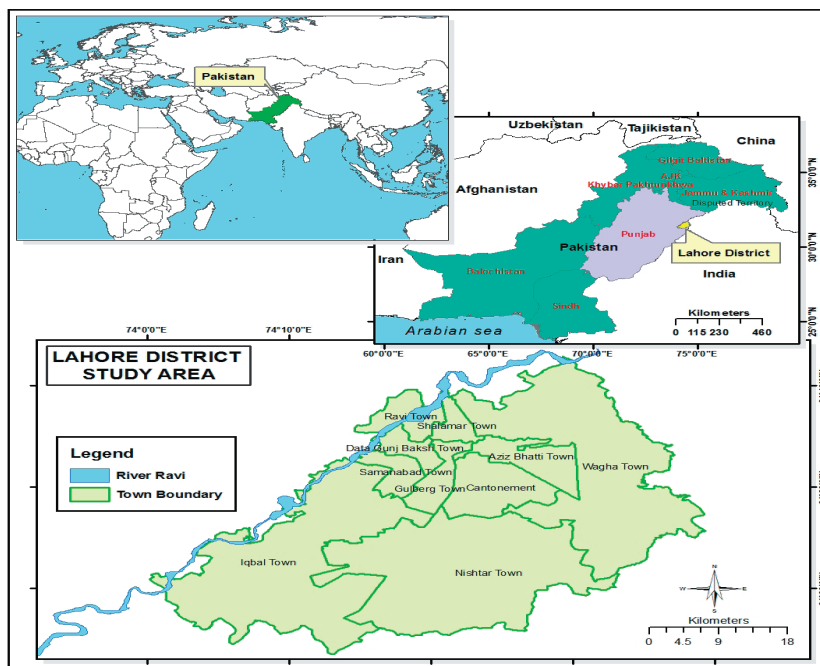 Pakistan
Uzbekistan
Tajikistan
China
Gilgit Baltistan
Afghanistan
AJK
Khyber Pakhtunkhwa
Jammu & Kashmir
Disputed Territory
Punjab
Pakistan
Lahore District
Iran
India
Balochistan
Sindh
Kilometers
0 115 230 460
Arabian sea
35°0'0"N
30°0'0"N
25°0'0"N
60°0'0"E 65°0'0"E 70°0'0"E 75°0'0"E
74°0'0"E 74°10'0"E
LAHORE DISTRICT
STUDY AREA
Legend
River Ravi
Town Boundary
Ravi Town
Shalamar Town
Data Gunj Baksh Town
Aziz Bhatti Town
Wagha Town
Samanabad Town
Gulberg Town
Cantonement
Iqbal Town
Nishtar Town
N
W E
S
Kilometers
0 4.5 9 18